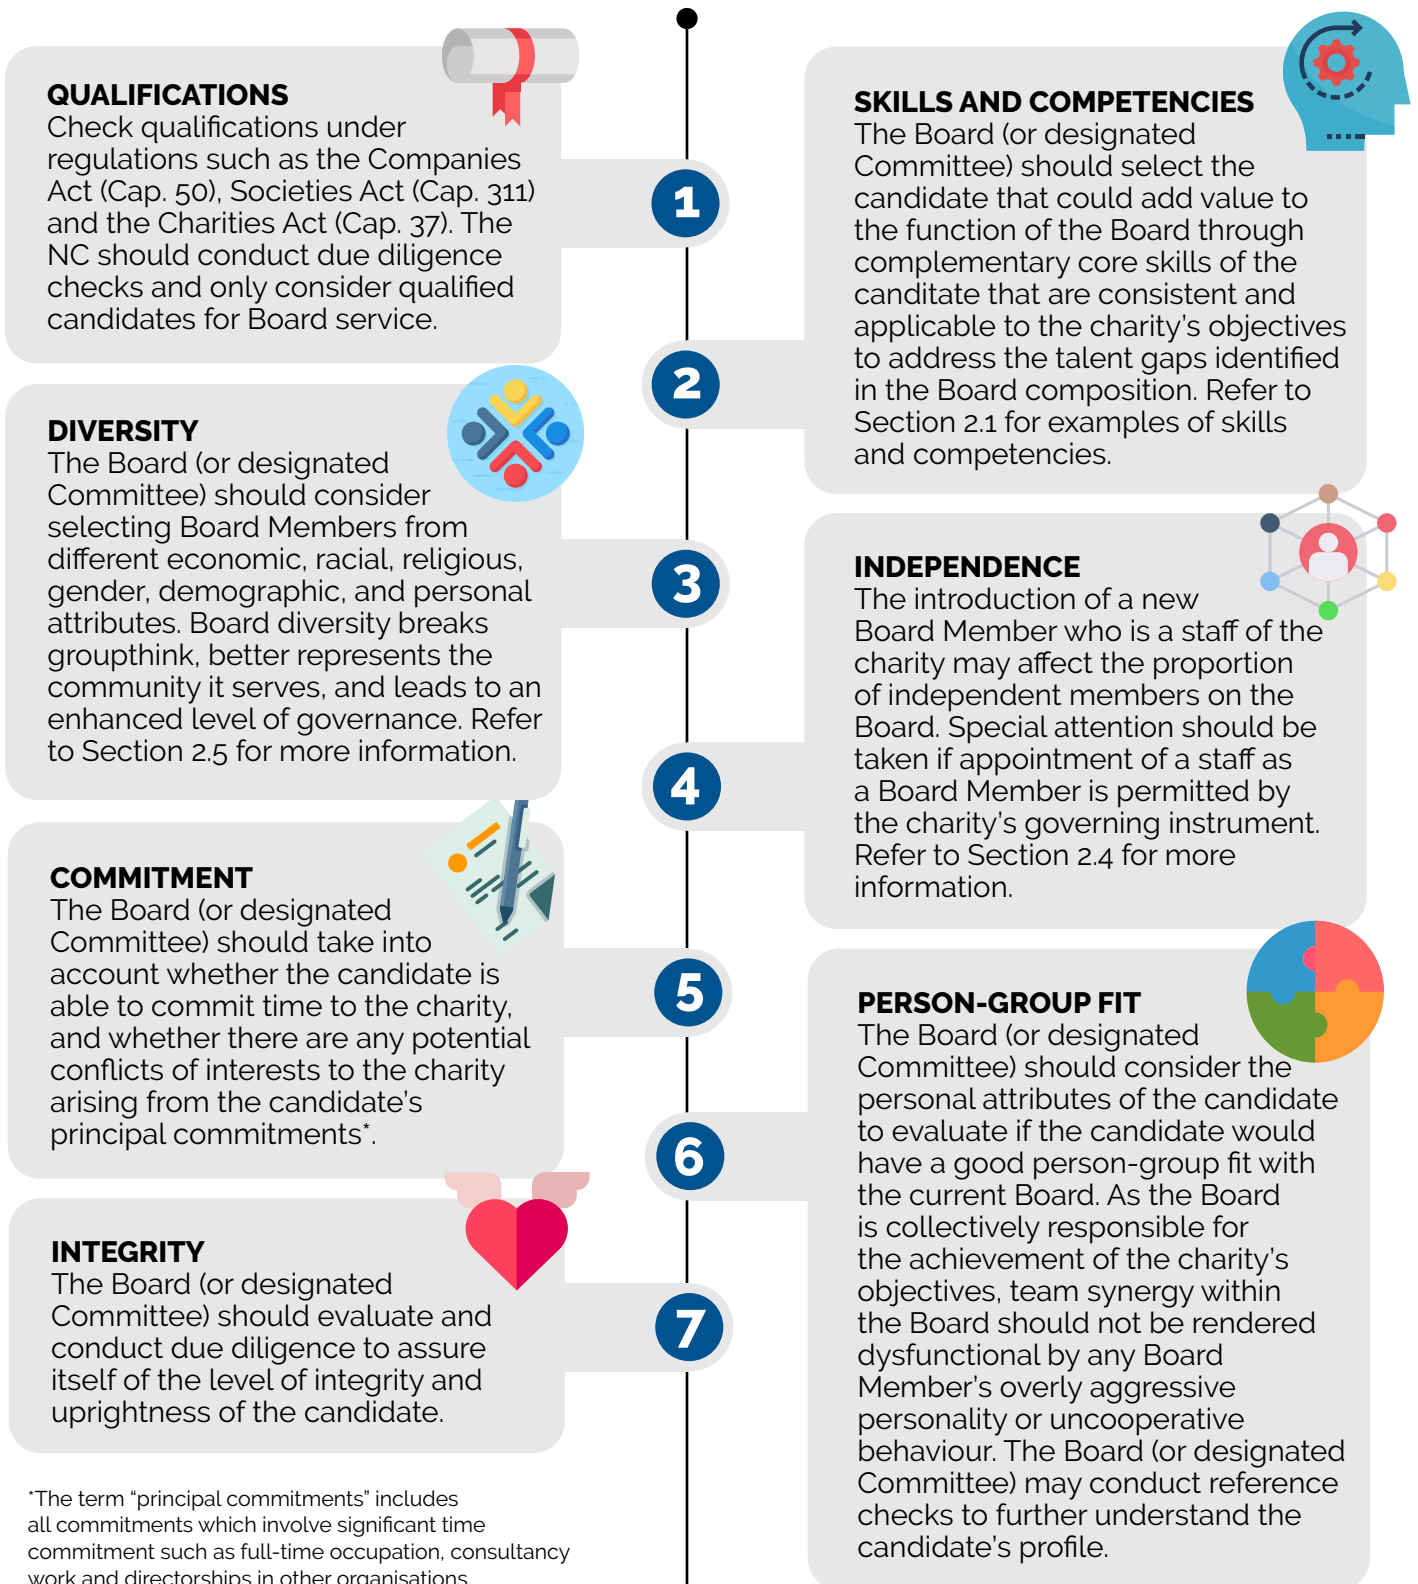 QUALIFICATIONS
Check qualifications under
regulations such as the Companies
Act (Cap. 50), Societies Act (Cap. 311)
and the Charities Act (Cap. 37). The
NC should conduct due diligence
checks and only consider qualified
candidates for Board service.
1
SKILLS AND COMPETENCIES
The Board (or designated
Committee) should select the
candidate that could add value to
the function of the Board through
complementary core skills of the
canditate that are consistent and
applicable to the charity's objectives
to address the talent gaps identified
in the Board composition. Refer to
Section 2.1 for examples of skills
and competencies.
2
DIVERSITY
The Board (or designated
Committee) should consider
selecting Board Members from
different economic, racial, religious,
gender, demographic, and personal
attributes. Board diversity breaks
groupthink, better represents the
community it serves, and leads to an
enhanced level of governance. Refer
to Section 2.5 for more information.
3
INDEPENDENCE
The introduction of a new
Board Member who is a staff of the
charity may affect the proportion
of independent members on the
Board. Special attention should be
taken if appointment of a staff as
a Board Member is permitted by
the charity's governing instrument.
Refer to Section 2.4 for more
information.
4
COMMITMENT
The Board (or designated
Committee) should take into
account whether the candidate is
able to commit time to the charity,
and whether there are any potential
conflicts of interests to the charity
arising from the candidate's
principal commitments*.
5
PERSON-GROUP FIT
The Board (or designated
Committee) should consider the
personal attributes of the candidate
to evaluate if the candidate would
have a good person-group fit with
the current Board. As the Board
is collectively responsible for
the achievement of the charity's
objectives, team synergy within
the Board should not be rendered
dysfunctional by any Board
Member's overly aggressive
personality or uncooperative
behaviour. The Board (or designated
Committee) may conduct reference
checks to further understand the
candidate's profile.
6
INTEGRITY
The Board (or designated
Committee) should evaluate and
conduct due diligence to assure
itself of the level of integrity and
uprightness of the candidate.
7
*The term "principal commitments" includes
all commitments which involve significant time
commitment such as full-time occupation, consultancy
work and directorships in other organisations.